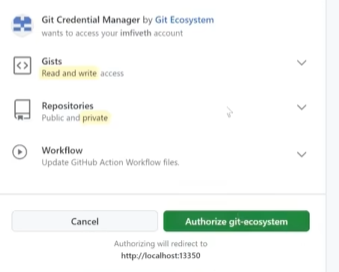 Git Credential Manager by Git Ecosystem
wants to access your imfiveth account
Gists
Read and write access
Repositories
Public and private
Workflow
Update GitHub Action Workflow files.
Cancel
Authorize git-ecosystem
Authorizing will redirect to
http://localhost:13350